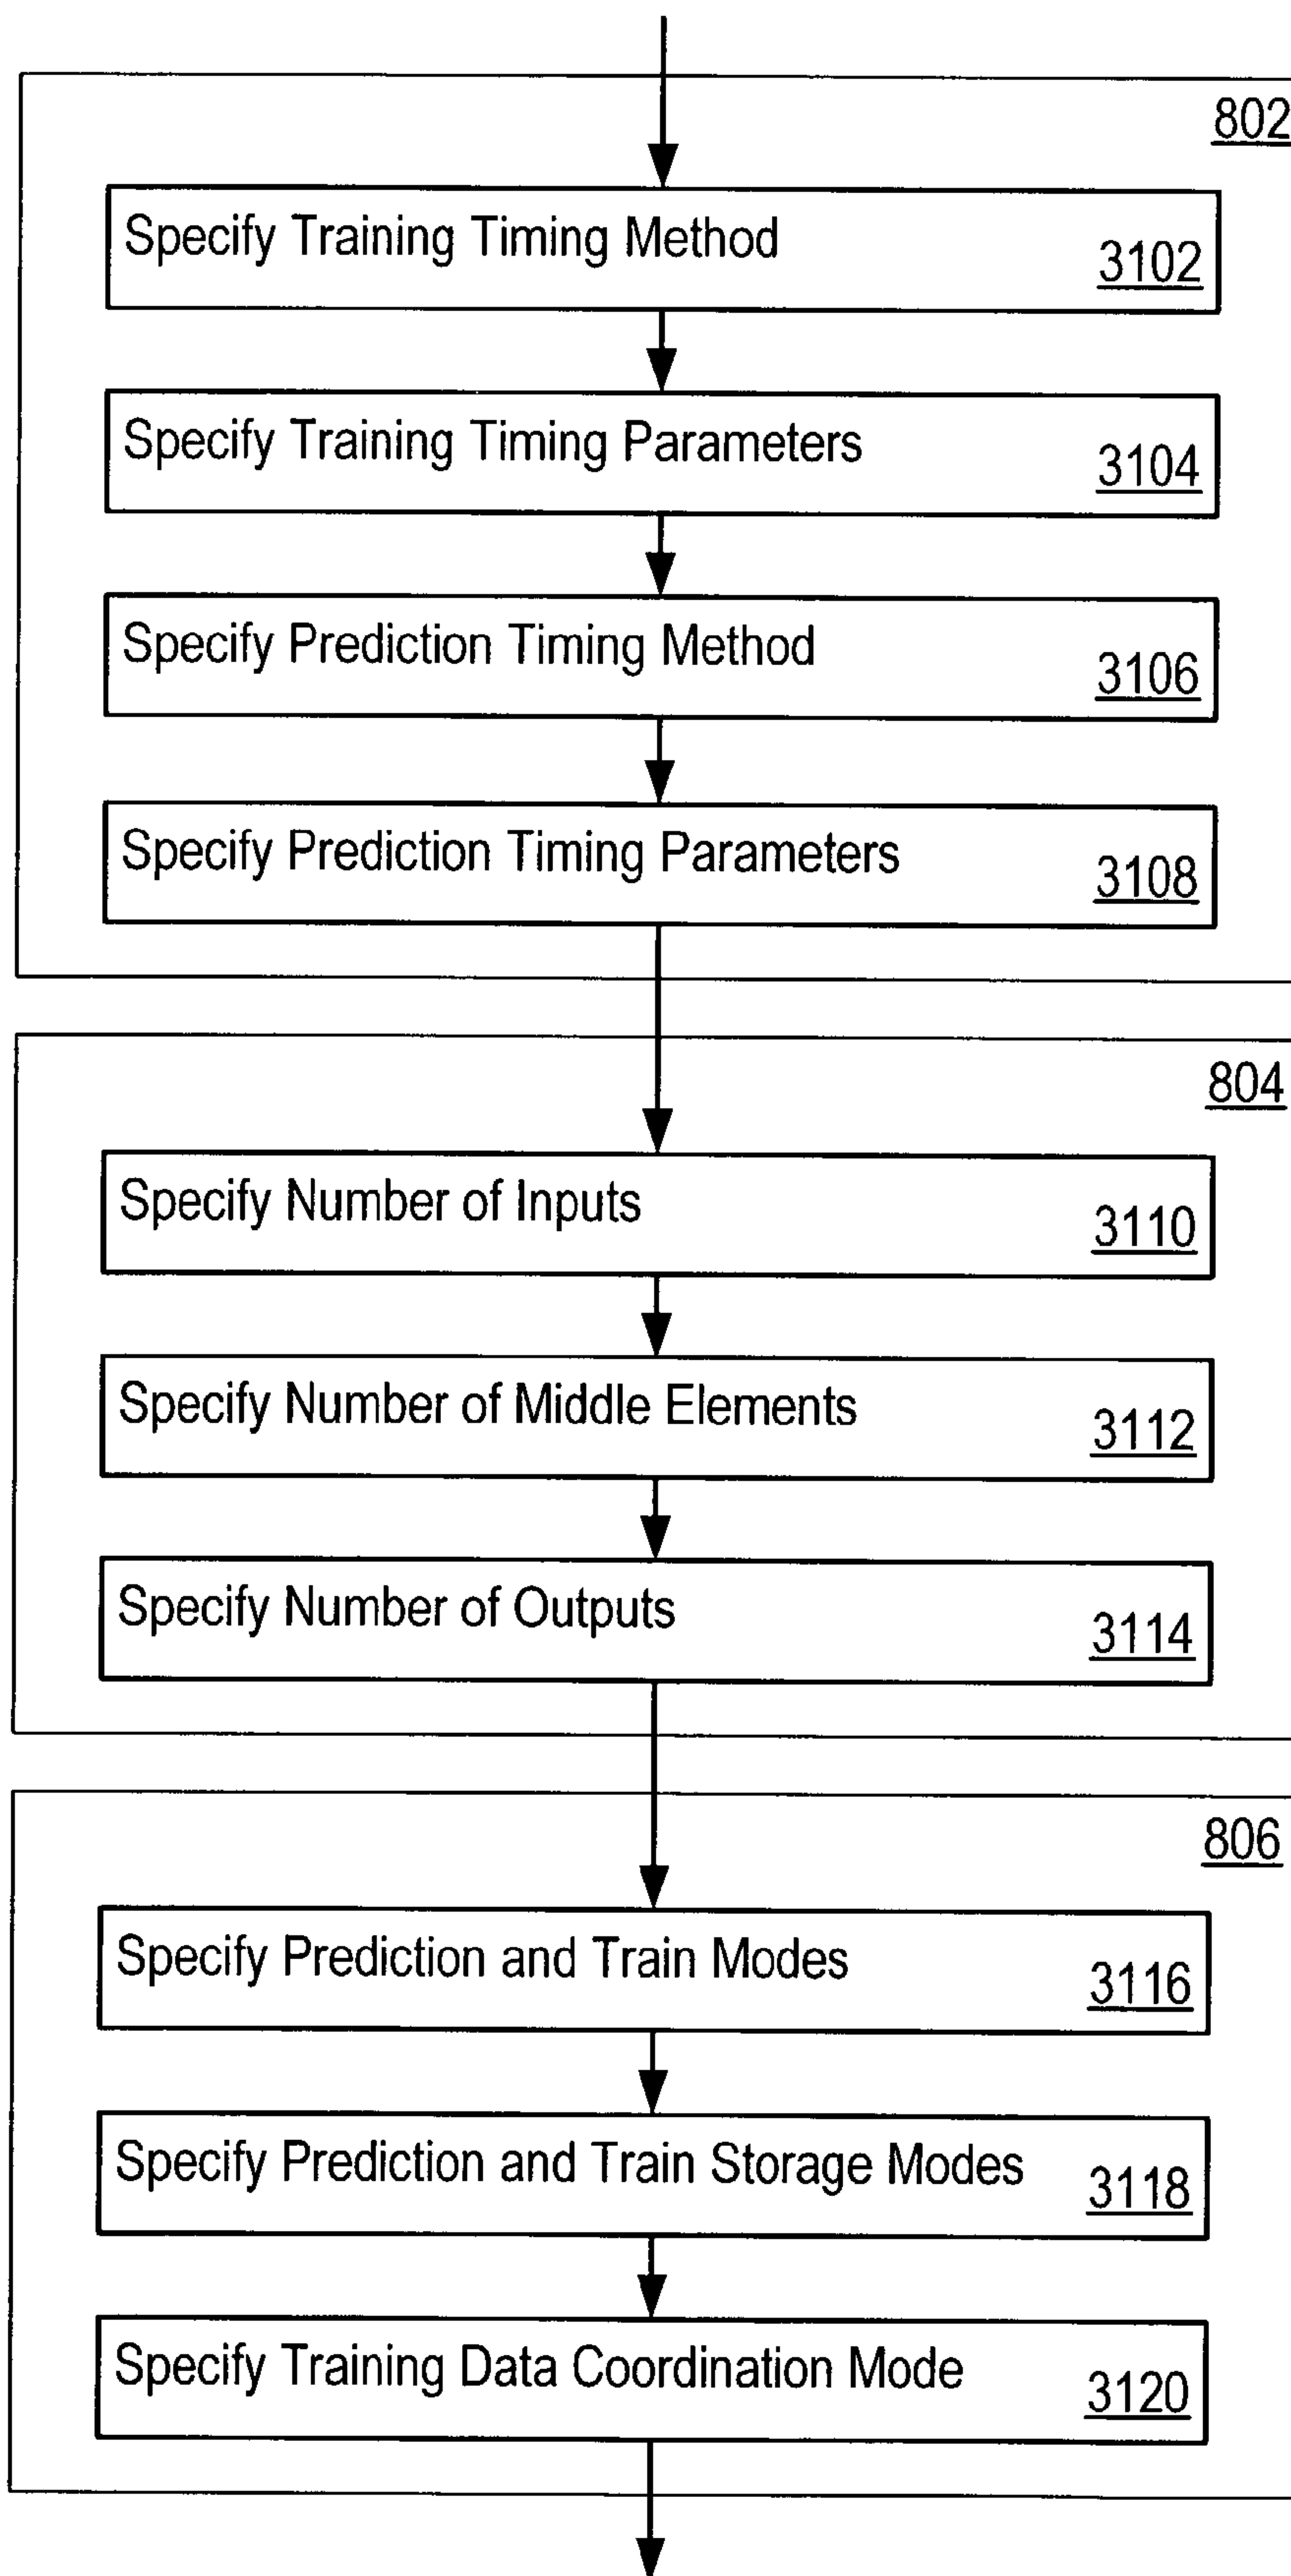 802
Specify Training Timing Method
3102
Specify Training Timing Parameters
3104
Specify Prediction Timing Method
3106
Specify Prediction Timing Parameters
3108
804
Specify Number of Inputs
3110
Specify Number of Middle Elements
3112
Specify Number of Outputs
3114
806
Specify Prediction and Train Modes
3116
Specify Prediction and Train Storage Modes
3118
Specify Training Data Coordination Mode
3120